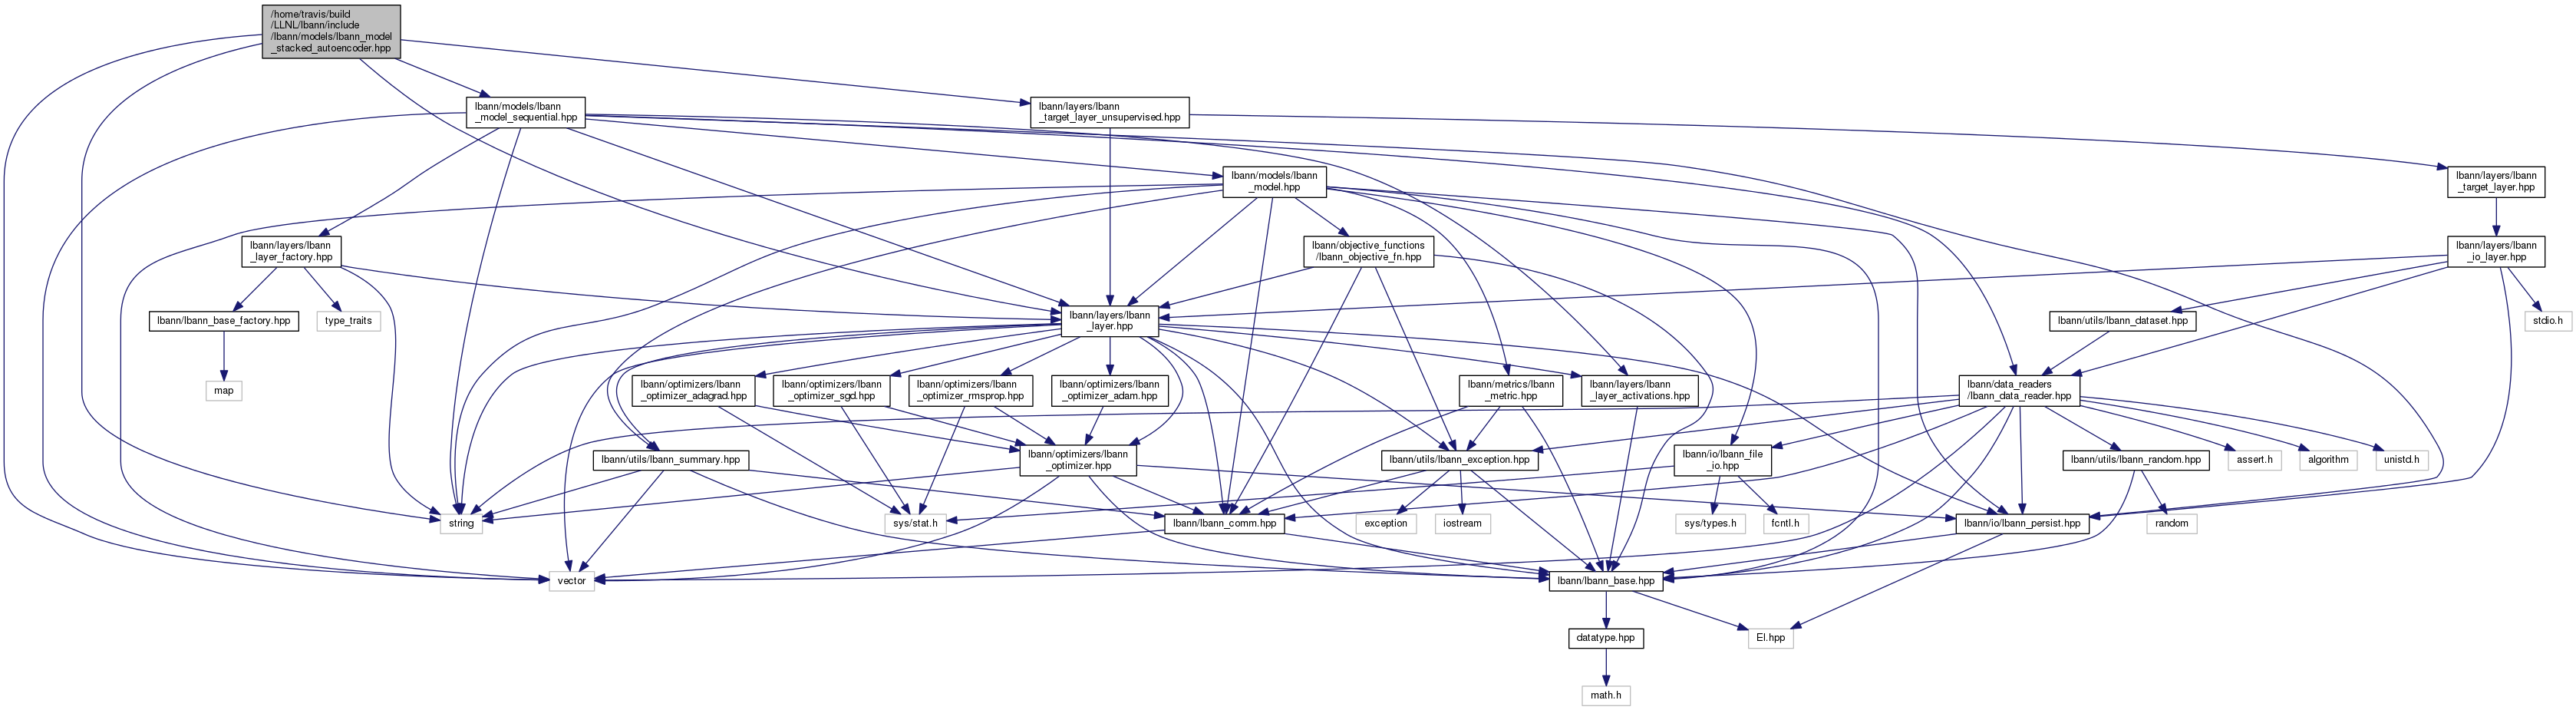 /home/travis/build
/LLNL/lbann/include
/lbann/models/lbann_model
_stacked_autoencoder.hpp
lbann/models/lbann
_model_sequential.hpp
lbann/layers/lbann
_target_layer_unsupervised.hpp
lbann/models/lbann
_model.hpp
lbann/layers/lbann
_target_layer.hpp
lbann/layers/lbann
_layer_factory.hpp
lbann/objective_functions
/lbann_objective_fn.hpp
lbann/layers/lbann
_io_layer.hpp
lbann/lbann_base_factory.hpp
type_traits
lbann/layers/lbann
_layer.hpp
lbann/utils/lbann_dataset.hpp
stdio.h
map
lbann/optimizers/lbann
_optimizer_adagrad.hpp
lbann/optimizers/lbann
_optimizer_sgd.hpp
lbann/optimizers/lbann
_optimizer_rmsprop.hpp
lbann/optimizers/lbann
_optimizer_adam.hpp
lbann/metrics/lbann
_metric.hpp
lbann/layers/lbann
_layer_activations.hpp
lbann/data_readers
/lbann_data_reader.hpp
lbann/utils/lbann_summary.hpp
lbann/optimizers/lbann
_optimizer.hpp
lbann/utils/lbann_exception.hpp
lbann/io/lbann_file
_io.hpp
lbann/utils/lbann_random.hpp
assert.h
algorithm
unistd.h
string
sys/stat.h
lbann/lbann_comm.hpp
exception
iostream
sys/types.h
fcntl.h
lbann/io/lbann_persist.hpp
random
vector
lbann/lbann_base.hpp
datatype.hpp
El.hpp
math.h